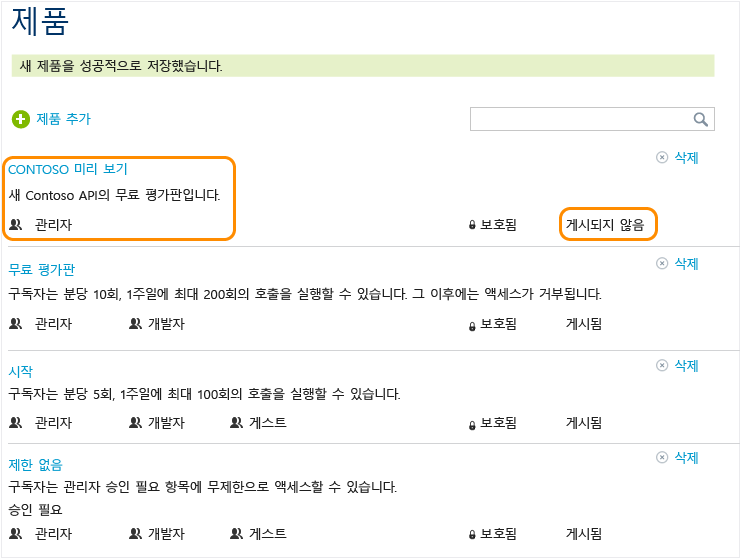 제품
새 제품을 성공적으로 저장했습니다.
제품 추가
삭제
CONTOSO 미리 보기
새 Contoso API의 무료 평가판입니다.
관리자 보호됨 게시되지 않음
삭제
무료 평가판
구독자는 분당 10회, 1주일에 최대 200회의 호출을 실행할 수 있습니다. 그 이후에는 액세스가 거부됩니다.
관리자 개발자 보호됨 게시됨
삭제
시작
구독자는 분당 5회, 1주일에 최대 100회의 호출을 실행할 수 있습니다.
관리자 개발자 게스트 보호됨 게시됨
삭제
제한 없음
구독자는 관리자 승인 필요 항목에 무제한으로 액세스할 수 있습니다.
승인 필요
관리자 개발자 게스트 보호됨 게시됨